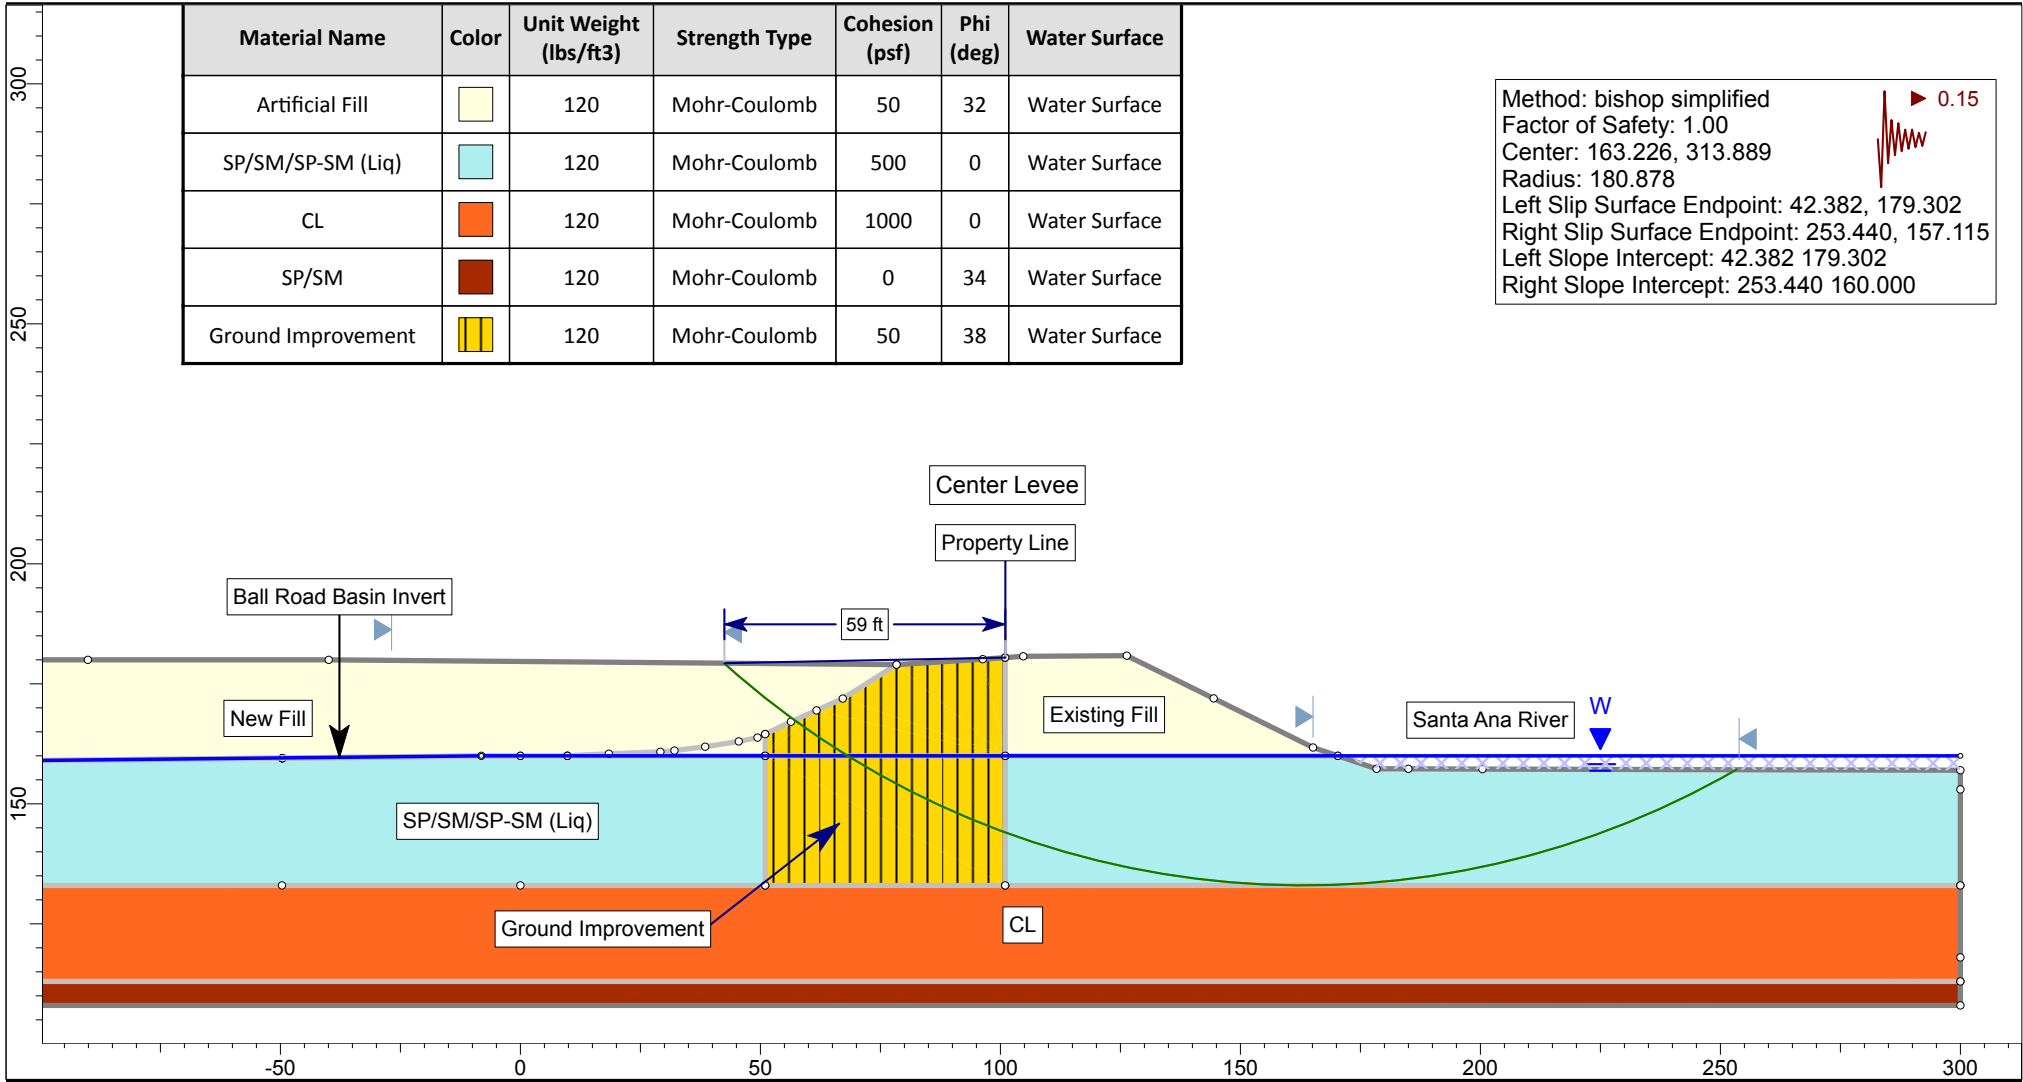 Material Name Color Unit Weight (lbs/ft3) Strength Type Cohesion (psf) Phi (deg) Water Surface
Artificial Fill 120 Mohr-Coulomb 50 32 Water Surface
SP/SM/SP-SM (Liq) 120 Mohr-Coulomb 500 0 Water Surface
CL 120 Mohr-Coulomb 1000 0 Water Surface
SP/SM 120 Mohr-Coulomb 0 34 Water Surface
Ground Improvement 120 Mohr-Coulomb 50 38 Water Surface
0.15
Method: bishop simplified
Factor of Safety: 1.00
Center: 163.226, 313.889
Radius: 180.878
Left Slip Surface Endpoint: 42.382, 179.302
Right Slip Surface Endpoint: 253.440, 157.115
Left Slope Intercept: 42.382 179.302
Right Slope Intercept: 253.440 160.000
300
250
200
150
Center Levee
Property Line
Ball Road Basin Invert
59 ft
New Fill
Existing Fill
Santa Ana River
W
SP/SM/SP-SM (Liq)
Ground Improvement
CL
-50 0 50 100 150 200 250 300